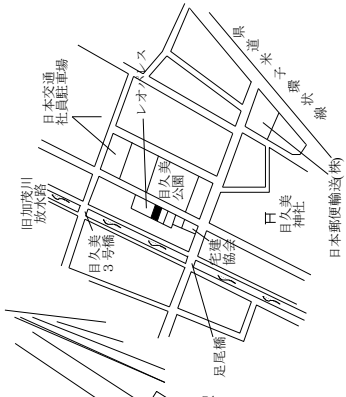 県道米子環状線
日本交通
社員駐車場
レオパレス
旧加茂川
放水路
目久美
公園
目久美
3号橋
宅建
協会
目久美
神社
日本郵便輸送(株)
足尾橋